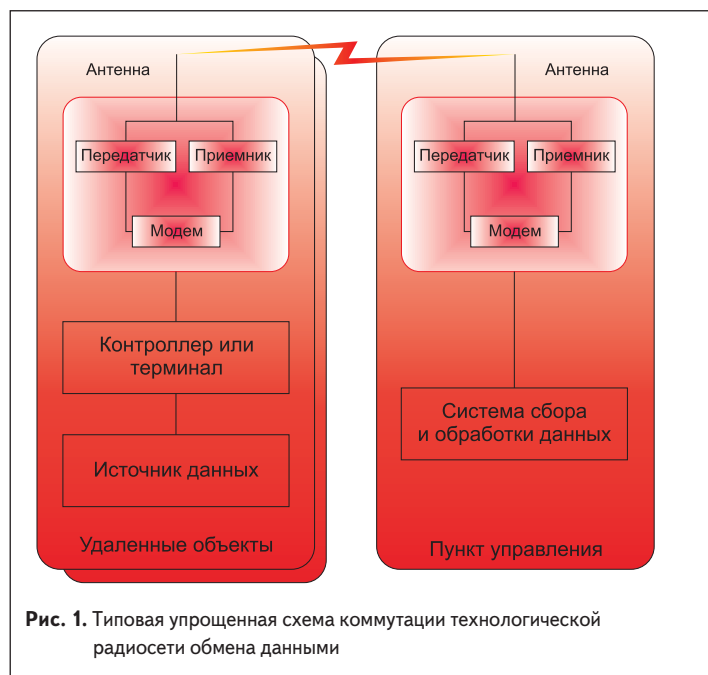 Антенна
Передатчик
Приемник
Модем
Контроллер или
терминал
Источник данных
Удаленные объекты
Антенна
Передатчик
Приемник
Модем
Система сбора
и обработки данных
Пункт управления
Рис. 1. Типовая упрощенная схема коммутации технологической
радиосети обмена данными